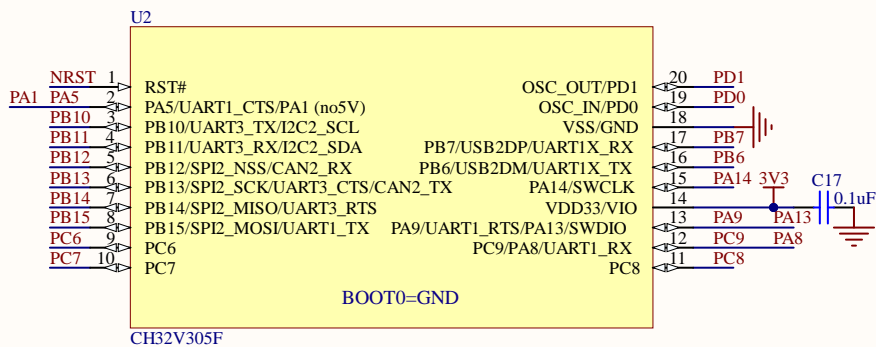 U2
NRST 1 RST# OSC_OUT/PD1 20 PD1
PA1 PA5 2 PA5/UART1_CTS/PA1 (no5V) OSC_IN/PD0 19 PD0
PB10 3 PB10/UART3_TX/I2C2_SCL VSS/GND 18
PB11 4 PB11/UART3_RX/I2C2_SDA PB7/USB2DP/UART1X_RX 17 PB7
PB12 5 PB12/SPI2_NSS/CAN2_RX PB6/USB2DM/UART1X_TX 16 PB6
PB13 6 PB13/SPI2_SCK/UART3_CTS/CAN2_TX PA14/SWCLK 15 PA14 3V3 C17
PB14 7 PB14/SPI2_MISO/UART3_RTS VDD33/VIO 14 0.1uF
PB15 8 PB15/SPI2_MOSI/UART1_TX PA9/UART1_RTS/PA13/SWDIO 13 PA9 PA13
PC6 9 PC6 PC9/PA8/UART1_RX 12 PC9 PA8
PC7 10 PC7 PC8 11 PC8
BOOT0=GND
CH32V305F